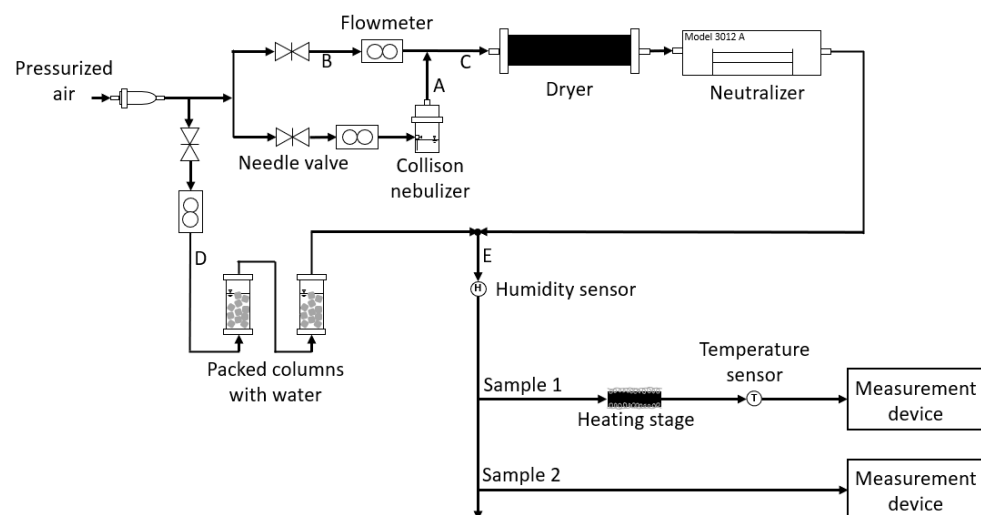 Flowmeter
Pressurized
air
B
C
A
Model 3012 A
Dryer
Neutralizer
Needle valve
Collison
nebulizer
D
E
H
Humidity sensor
Packed columns
with water
Temperature
sensor
Sample 1
T
Heating stage
Measurement
device
Sample 2
Measurement
device